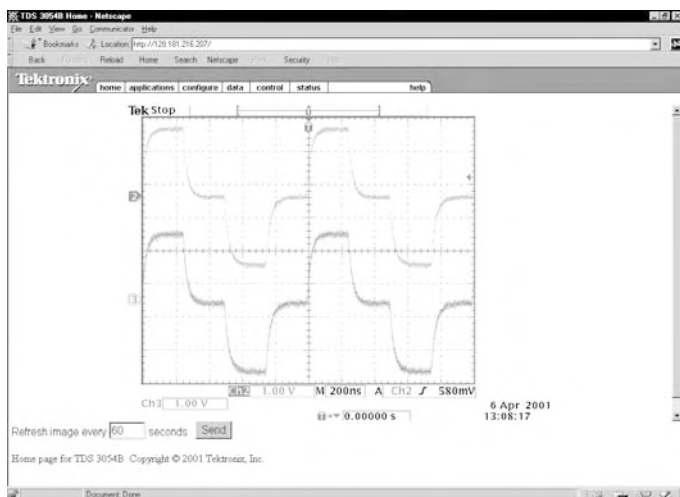 TDS 3054B Home - Netscape
File Edit View Go Communicator Help
Bookmarks Location: http://128.181.216.207/
Back Reload Home Search Netscape Security
Tektronix
home applications configure data control status help
Tek Stop
2
3
Ch2 1.00 V M 200ns A Ch2 580mV
Ch3 1.00 V
0.00000 s
6 Apr 2001
13:08:17
Refresh image every 60 seconds Send
Home page for TDS 3054B Copyright © 2001 Tektronix, Inc.
Document: Done